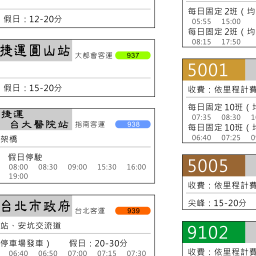 假日：12-20分
捷運圓山站 大都會客運 937
假日：15-20分
捷運
台大醫院站 指南客運 938
架橋
假日停駛
08:00 08:30 09:00 15:30 16:00
19:00
台北市政府 台北客運 939
站．安坑交流道
停車場發車） 假日：20-30分
06:40 06:50 07:00 07:15 07:30
每日固定2班（均
05:55 15:00
每日固定2班（均
08:15 17:50
5001
收費：依里程計費
每日固定10班（
07:35 08:30
每日固定10班（
06:40 07:25
5005
收費：依里程計費
尖峰：15-20分
9102
收費：依里程計費